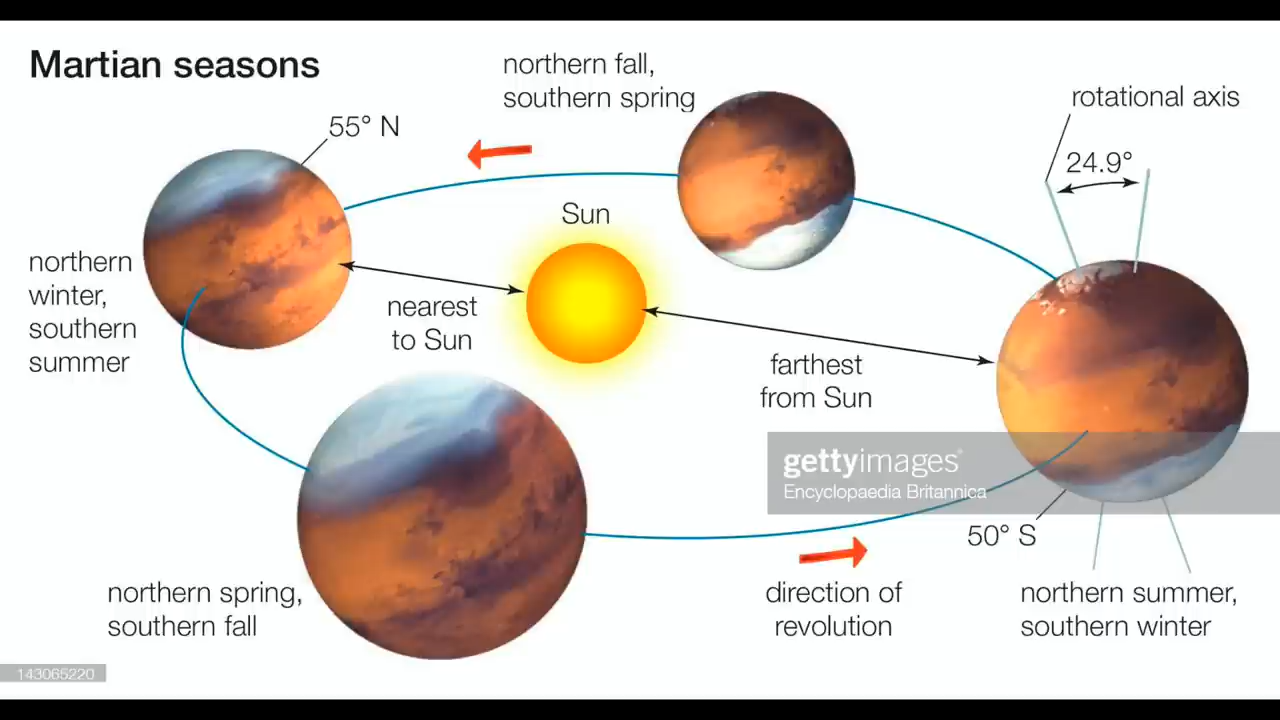 Martian seasons
northern fall,
southern spring
rotational axis
55° N
24.9°
Sun
northern
winter,
southern
summer
nearest
to Sun
farthest
from Sun
gettyimages®
Encyclopaedia Britannica
50° S
northern spring,
southern fall
direction of
revolution
northern summer,
southern winter
143065220